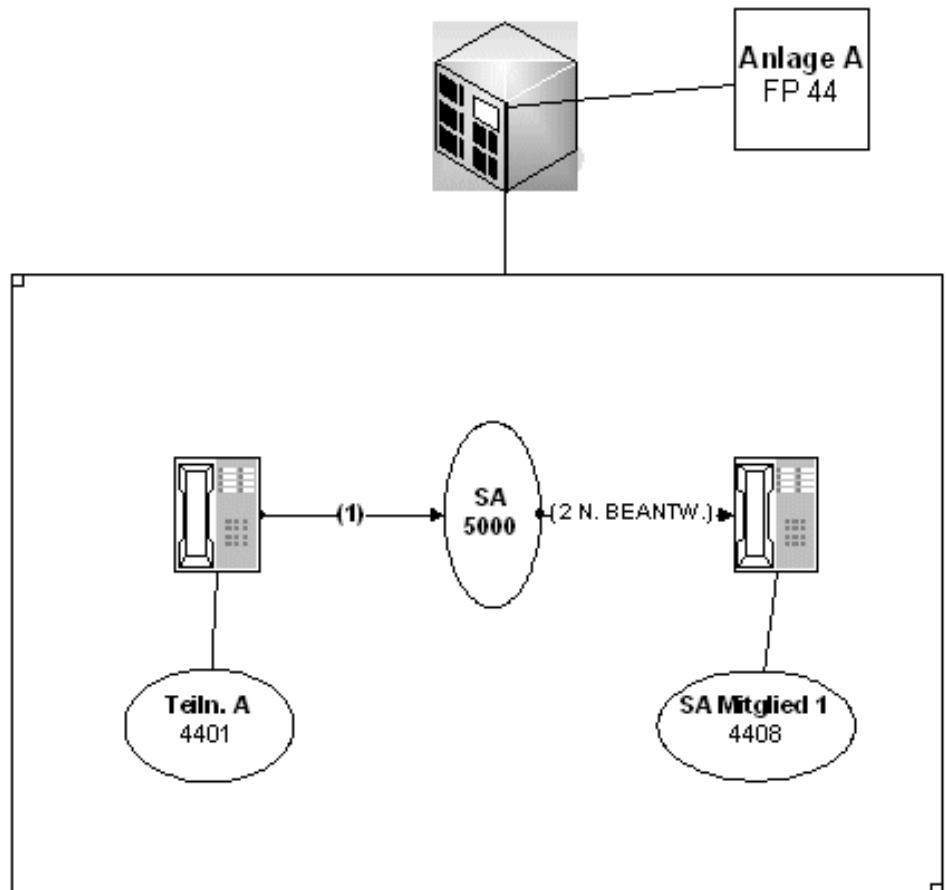 Anlage A
FP 44
(1)
SA
5000
(2 N. BEANTW.)
Teiln. A
4401
SA Mitglied 1
4408